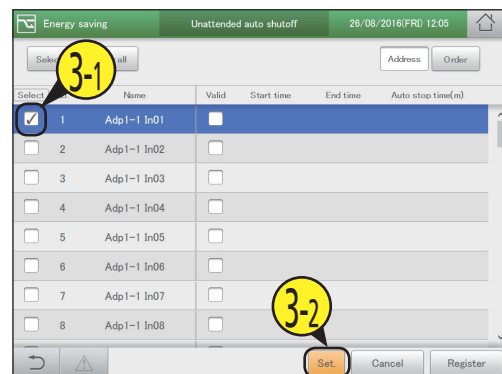 Energy saving Unattended auto shutoff 26/08/2016(FRI) 12:05
all Address Order
3-1
Select Name Valid Start time End time Auto stop time(m)
1 Adp1-1 In01
2 Adp1-1 In02
3 Adp1-1 In03
4 Adp1-1 In04
5 Adp1-1 In05
6 Adp1-1 In06
7 Adp1-1 In07
8 Adp1-1 In08
3-2
Set. Cancel Register